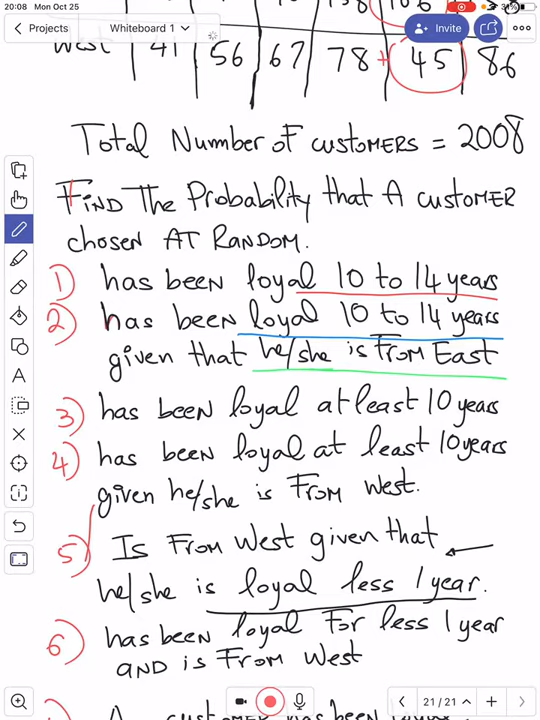 20:08 Mon Oct 25
31%
Projects Whiteboard 1 Invite
West 41 56 67 78 + 45 86
Total Number of customers = 2008
Find The Probability that A customer
chosen AT RANDOM.
1) has been loyal 10 to 14 years
2) has been loyal 10 to 14 years
given that he/she is From East
3) has been loyal at least 10 years
4) has been loyal at least 10 years
given he/she is From West.
5) Is From West given that
he/she is loyal less 1 year.
6) has been loyal For less 1 year
AND is From West
21/21
A customer has been